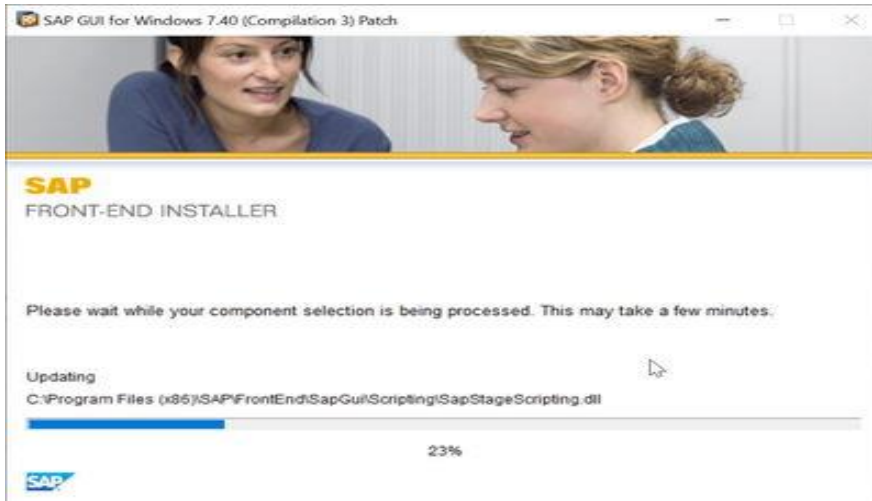 SAP GUI for Windows 7.40 (Compilation 3) Patch
SAP
FRONT-END INSTALLER
Please wait while your component selection is being processed. This may take a few minutes.
Updating
C:\Program Files (x86)\SAP\FrontEnd\SapGui\Scripting\SapStageScripting.dll
23%
SAP